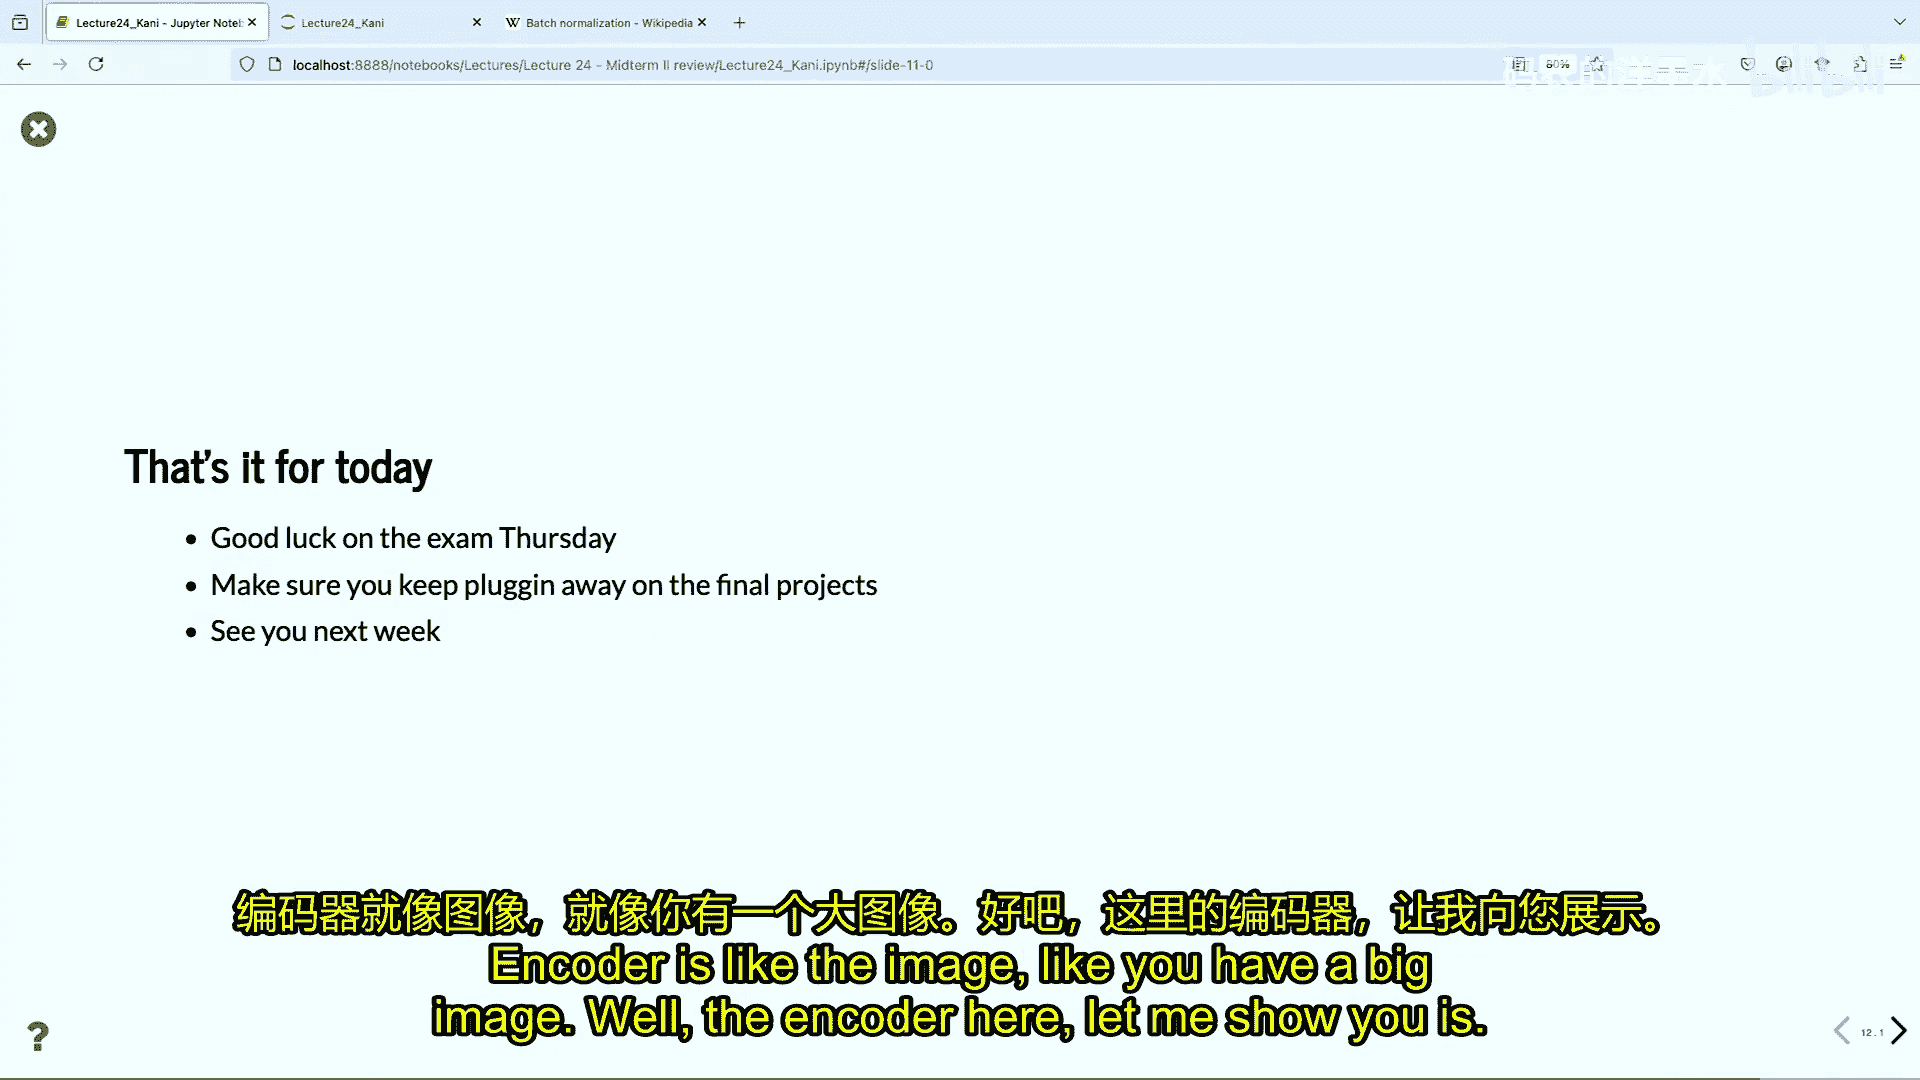 Lecture24_Kani - Jupyter Note
Lecture24_Kani
Batch normalization - Wikipedia
localhost:8888/notebooks/Lectures/Lecture 24 - Midterm II review/Lecture24_Kani.ipynb#/slide-11-0
80%
That's it for today
Good luck on the exam Thursday
Make sure you keep pluggin away on the final projects
See you next week
编码器就像图像，就像你有一个大图像。好吧，这里的编码器，让我向您展示。
Encoder is like the image, like you have a big
image. Well, the encoder here, let me show you is.
?
12.1